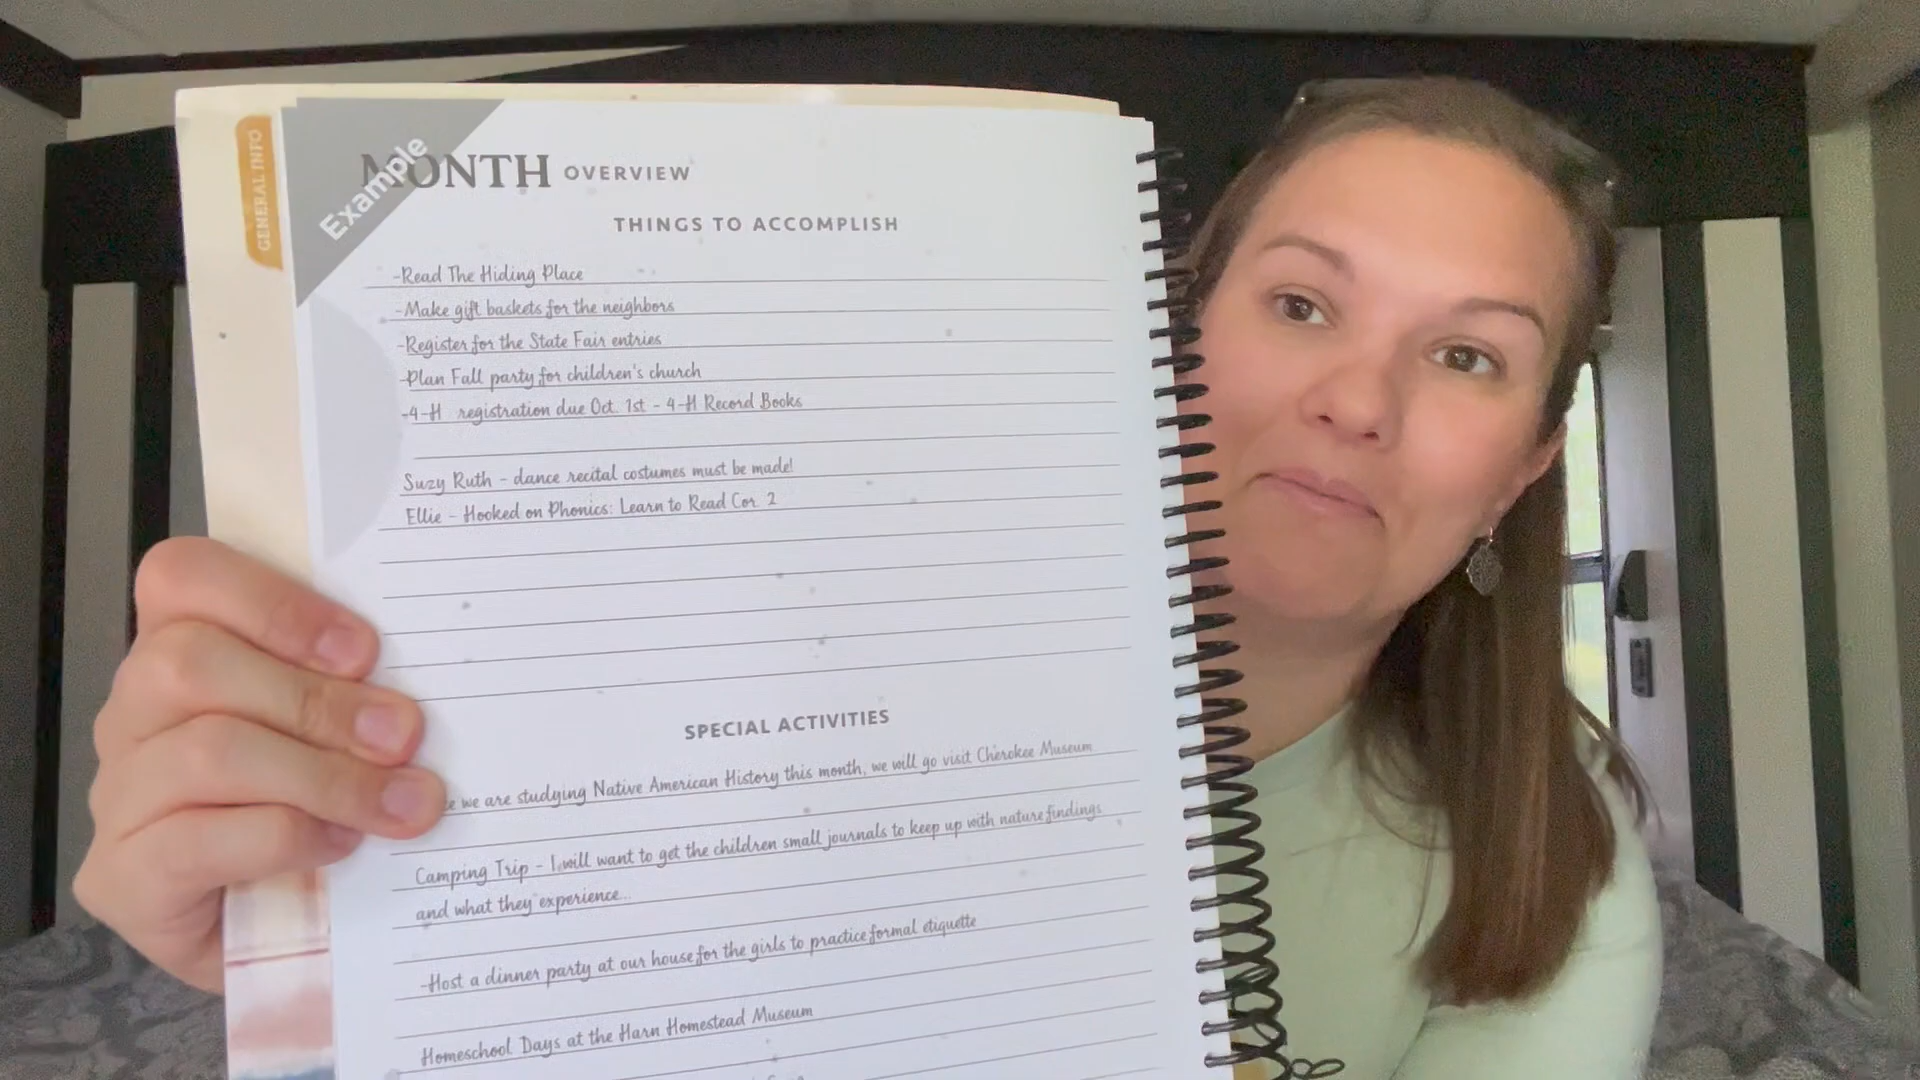 GENERAL INFO
Example
MONTH OVERVIEW
THINGS TO ACCOMPLISH
-Read The Hiding Place
-Make gift baskets for the neighbors
-Register for the State Fair entries
-Plan Fall party for children's church
-4-H registration due Oct. 1st - 4-H Record Books
Suzy Ruth - dance recital costumes must be made!
Ellie - Hooked on Phonics: Learn to Read Cor. 2
SPECIAL ACTIVITIES
we are studying Native American History this month, we will go visit Cherokee Museum
Camping Trip - I will want to get the children small journals to keep up with nature findings
and what they experience...
-Host a dinner party at our house for the girls to practice formal etiquette
Homeschool Days at the Harn Homestead Museum